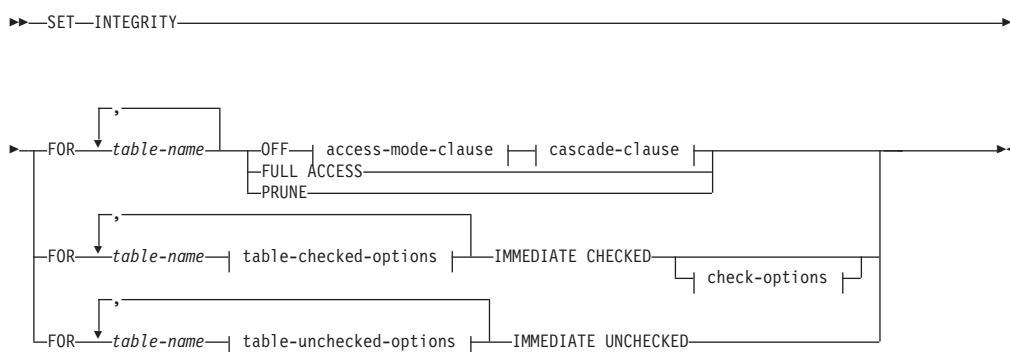 SET INTEGRITY
,
FOR table-name OFF access-mode-clause cascade-clause
FULL ACCESS
PRUNE
,
FOR table-name table-checked-options IMMEDIATE CHECKED
check-options
,
FOR table-name table-unchecked-options IMMEDIATE UNCHECKED